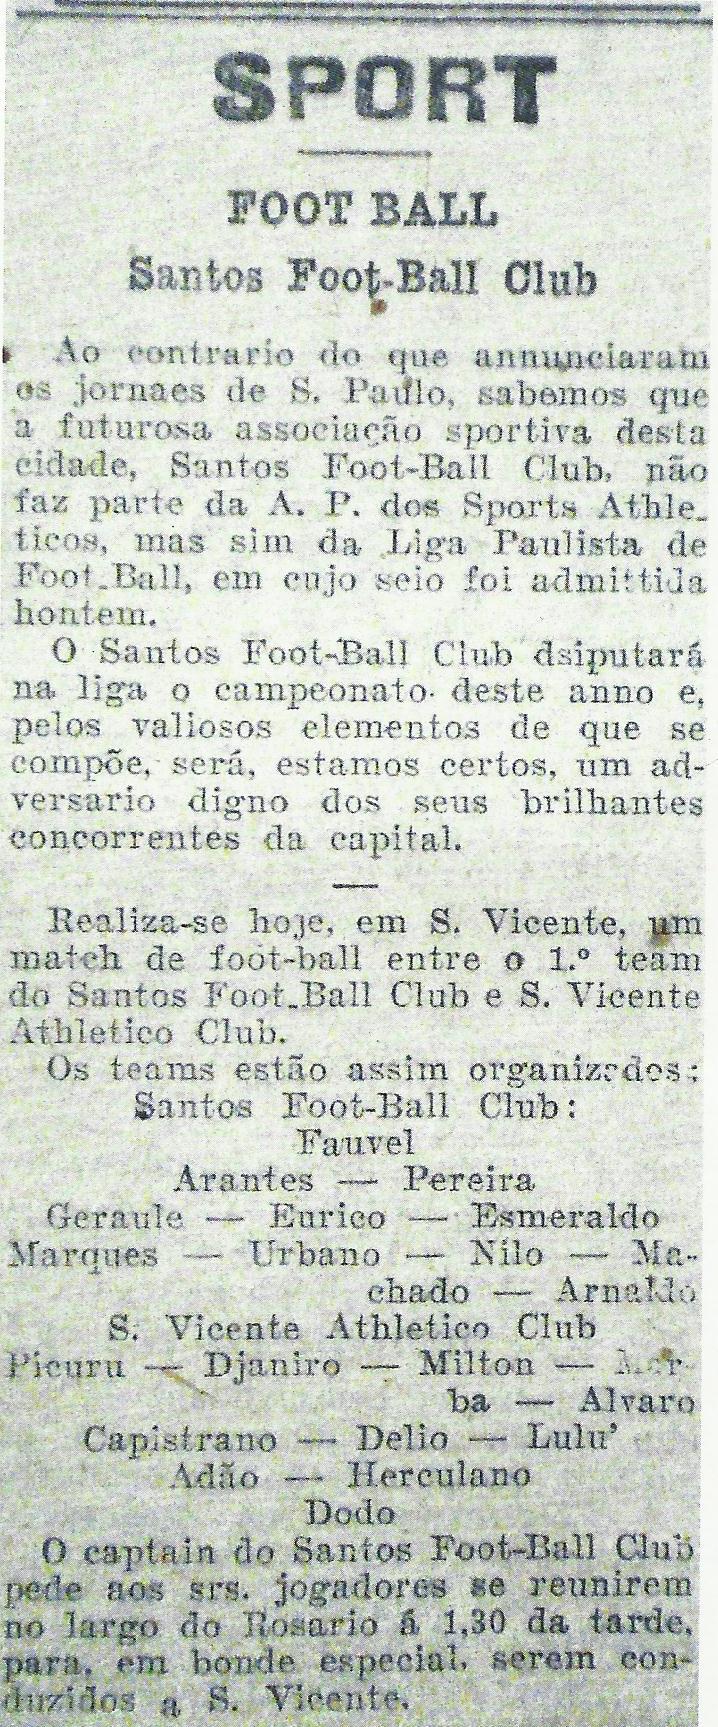 SPORT
FOOT BALL
Santos Foot-Ball Club
Ao contrario do que annunciaram
os jornaes de S. Paulo, sabemos que
a futurosa associação sportiva desta
cidade, Santos Foot-Ball Club, não
faz parte da A. P. dos Sports Athle-
ticos, mas sim da Liga Paulista de
Foot-Ball, em cujo seio foi admittida
hontem.
O Santos Foot-Ball Club dsiputará
na liga o campeonato deste anno e,
pelos valiosos elementos de que se
compõe, será, estamos certos, um ad-
versario digno dos seus brilhantes
concorrentes da capital.
Realiza-se hoje, em S. Vicente, um
match de foot-ball entre o 1.º team
do Santos Foot-Ball Club e S. Vicente
Athletico Club.
Os teams estão assim organizados:
Santos Foot-Ball Club:
Fauvel
Arantes — Pereira
Geraule — Eurico — Esmeraldo
Marques — Urbano — Nilo — Ma-
chado — Arnaldo
S. Vicente Athletico Club
Picuru — Djaniro — Milton —
ba — Alvaro
Capistrano — Delio — Lulu'
Adão — Herculano
Dodo
O captain do Santos Foot-Ball Club
pede aos srs. jogadores se reunirem
no largo do Rosario á 1,30 da tarde,
para, em bonde especial, serem con-
duzidos a S. Vicente.